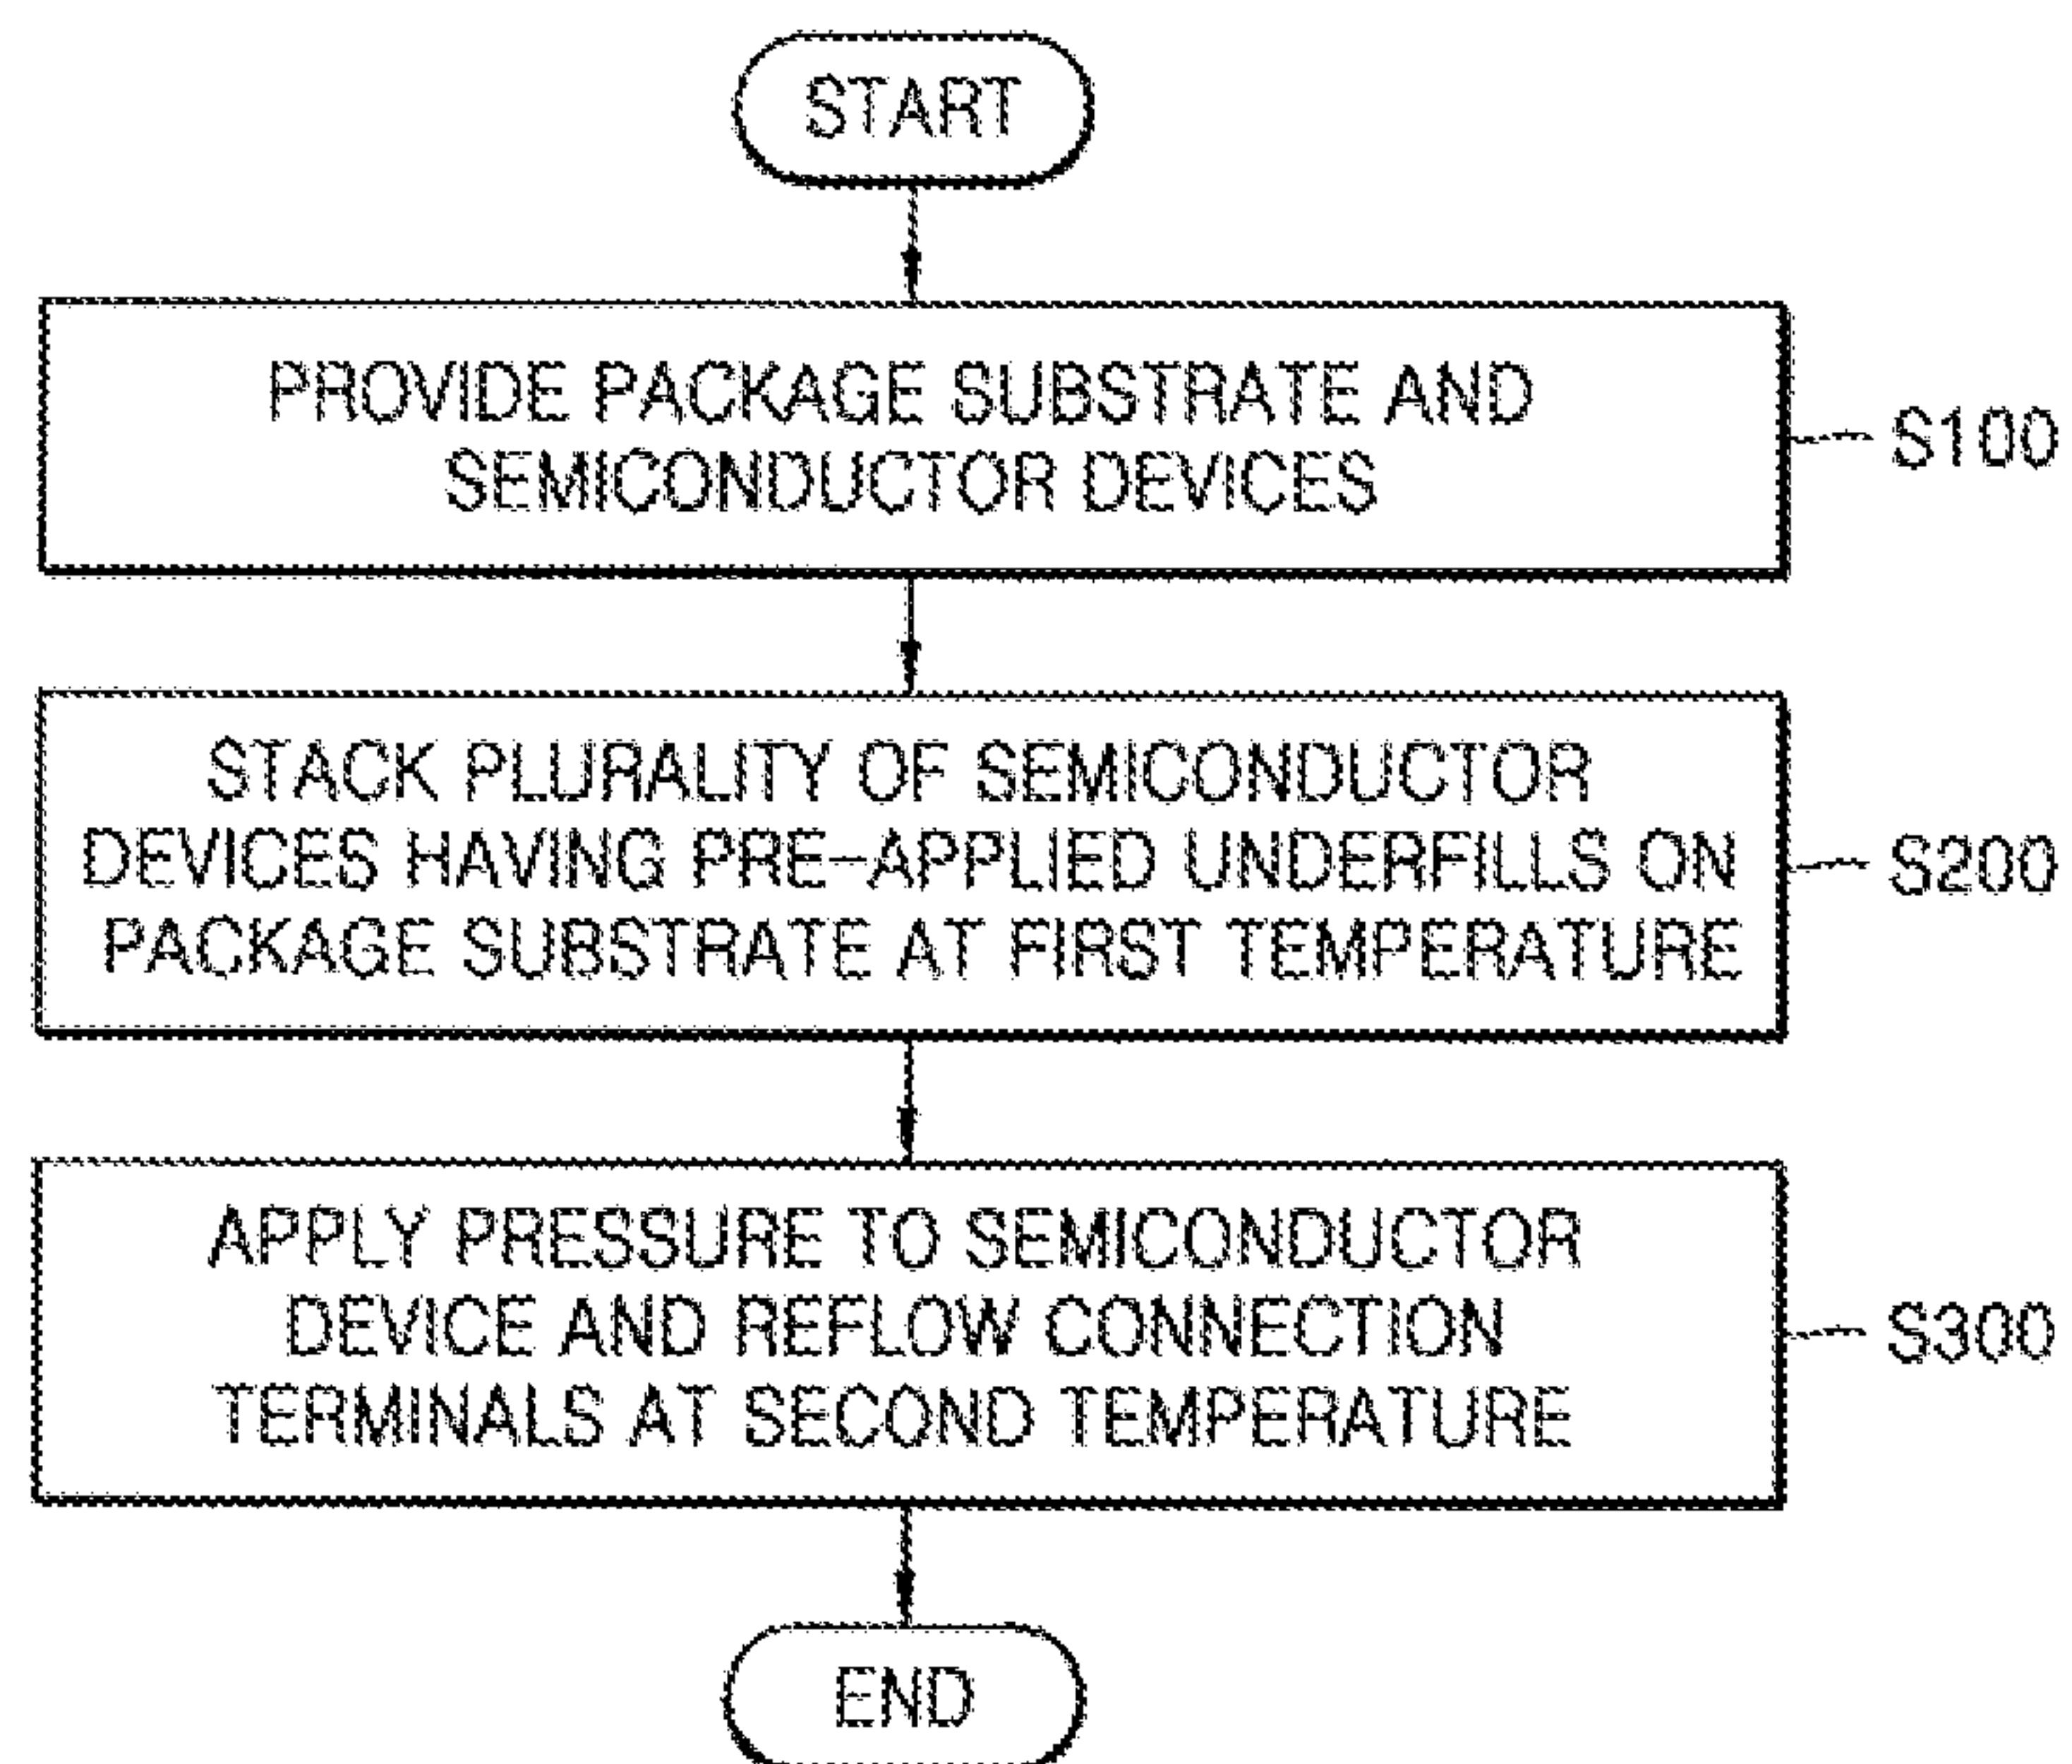 START
PROVIDE PACKAGE SUBSTRATE AND
SEMICONDUCTOR DEVICES
S100
STACK PLURALITY OF SEMICONDUCTOR
DEVICES HAVING PRE-APPLIED UNDERFILLS ON
PACKAGE SUBSTRATE AT FIRST TEMPERATURE
S200
APPLY PRESSURE TO SEMICONDUCTOR
DEVICE AND REFLOW CONNECTION
TERMINALS AT SECOND TEMPERATURE
S300
END